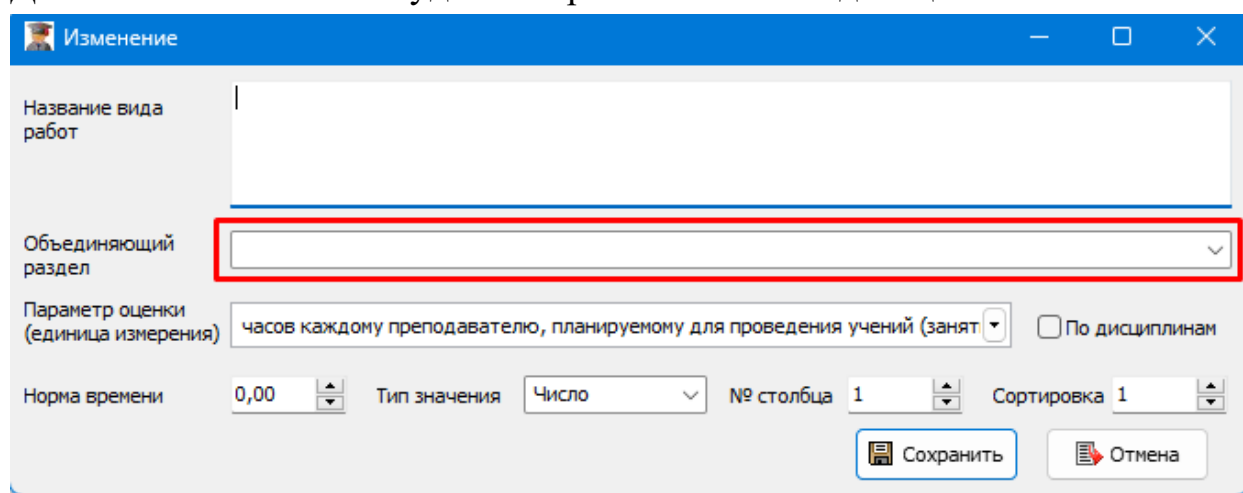 Изменение
Название вида
работ
Объединяющий
раздел
Параметр оценки
(единица измерения)
часов каждому преподавателю, планируемому для проведения учений (занят
По дисциплинам
Норма времени 0,00 Тип значения Число № столбца 1 Сортировка 1
Сохранить Отмена